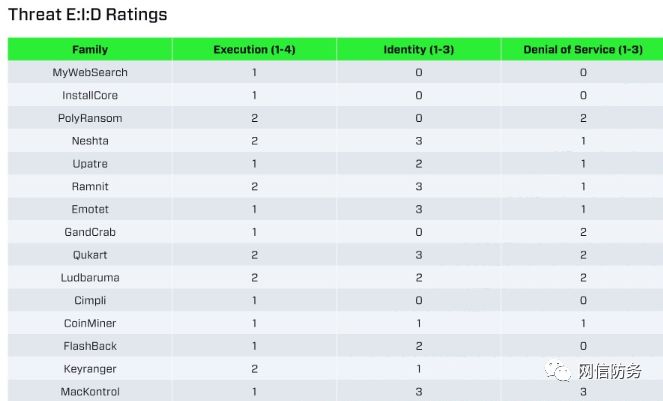 Threat E:I:D Ratings
Family Execution (1-4) Identity (1-3) Denial of Service (1-3)
MyWebSearch 1 0 0
InstallCore 1 0 0
PolyRansom 2 0 2
Neshta 2 3 1
Upatre 1 2 1
Ramnit 2 3 1
Emotet 1 3 1
GandCrab 1 0 2
Qukart 2 3 2
Ludbaruma 2 2 2
Cimpli 1 0 0
CoinMiner 1 1 1
FlashBack 1 2 0
Keyranger 2 1
网信防务
MacKontrol 1 3 3